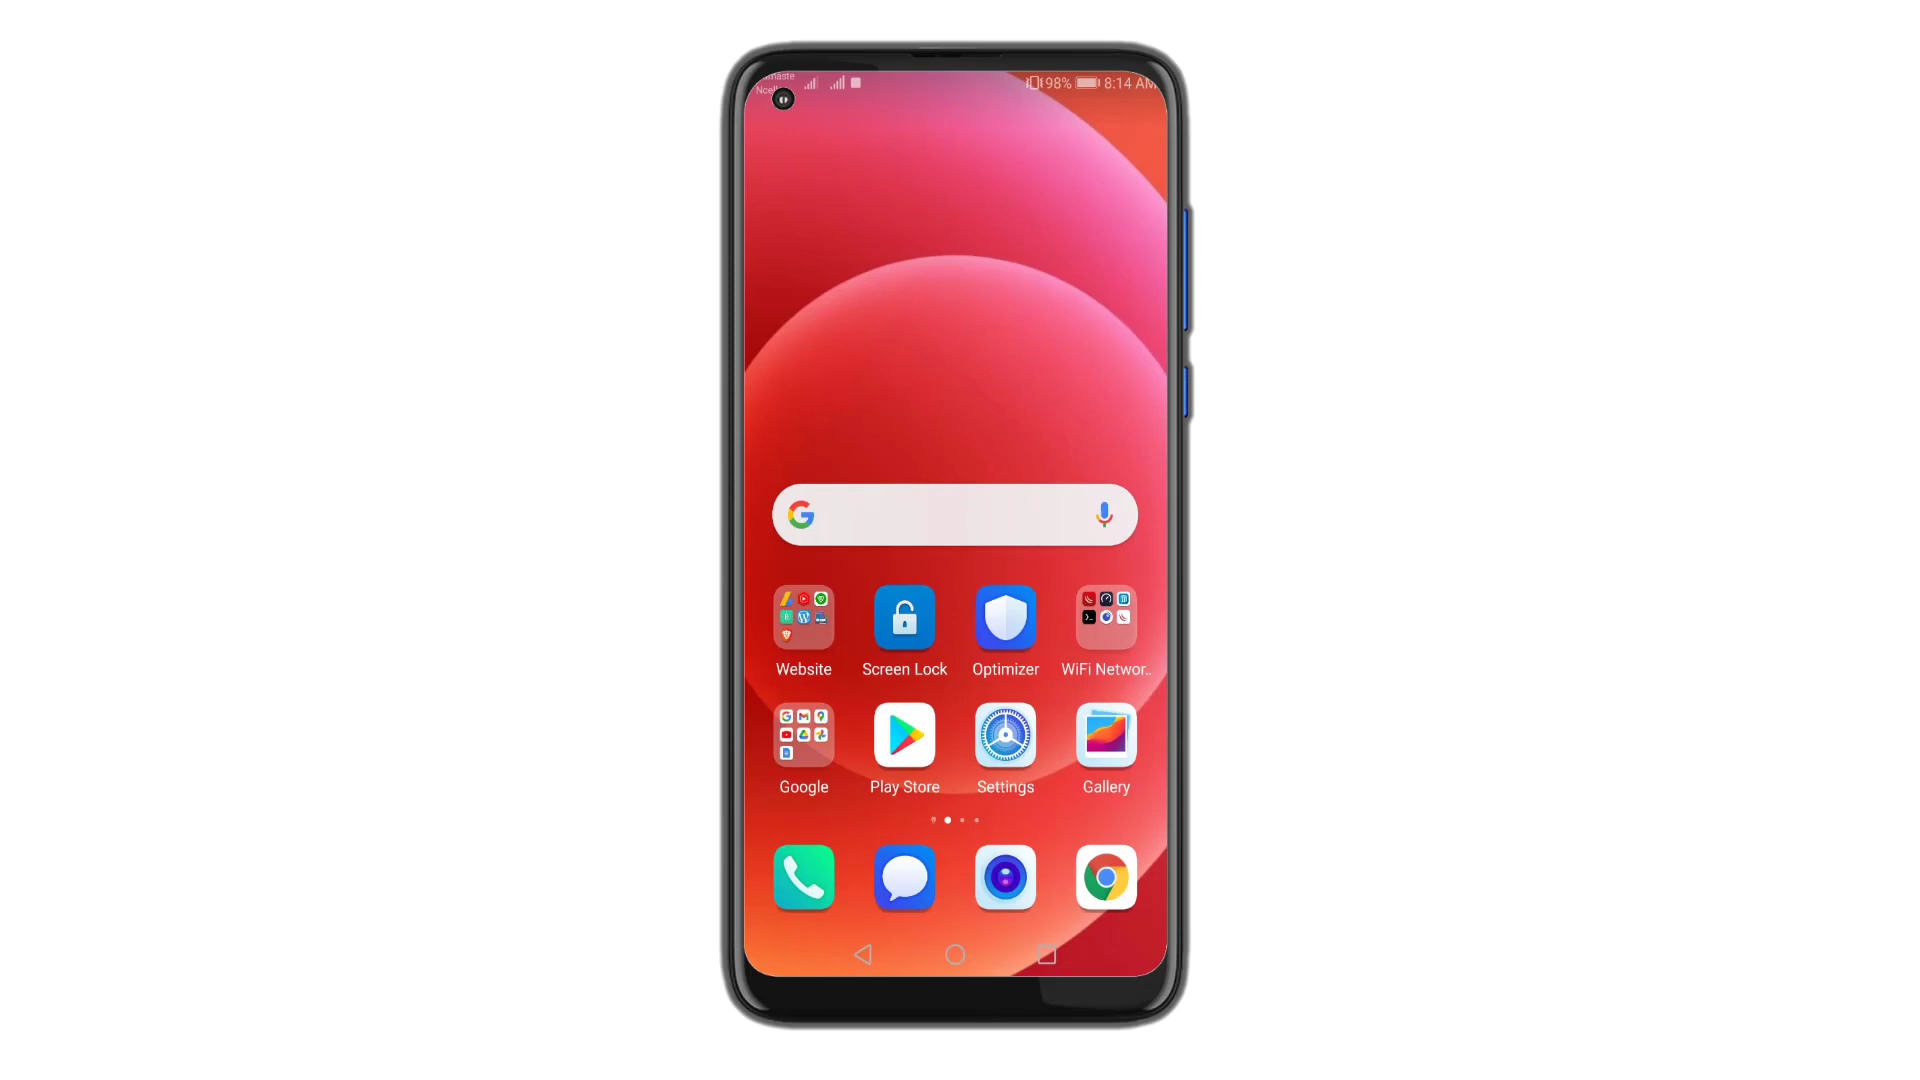 98% 8:14 AM
Website Screen Lock Optimizer WiFi Networ..
Google Play Store Settings Gallery